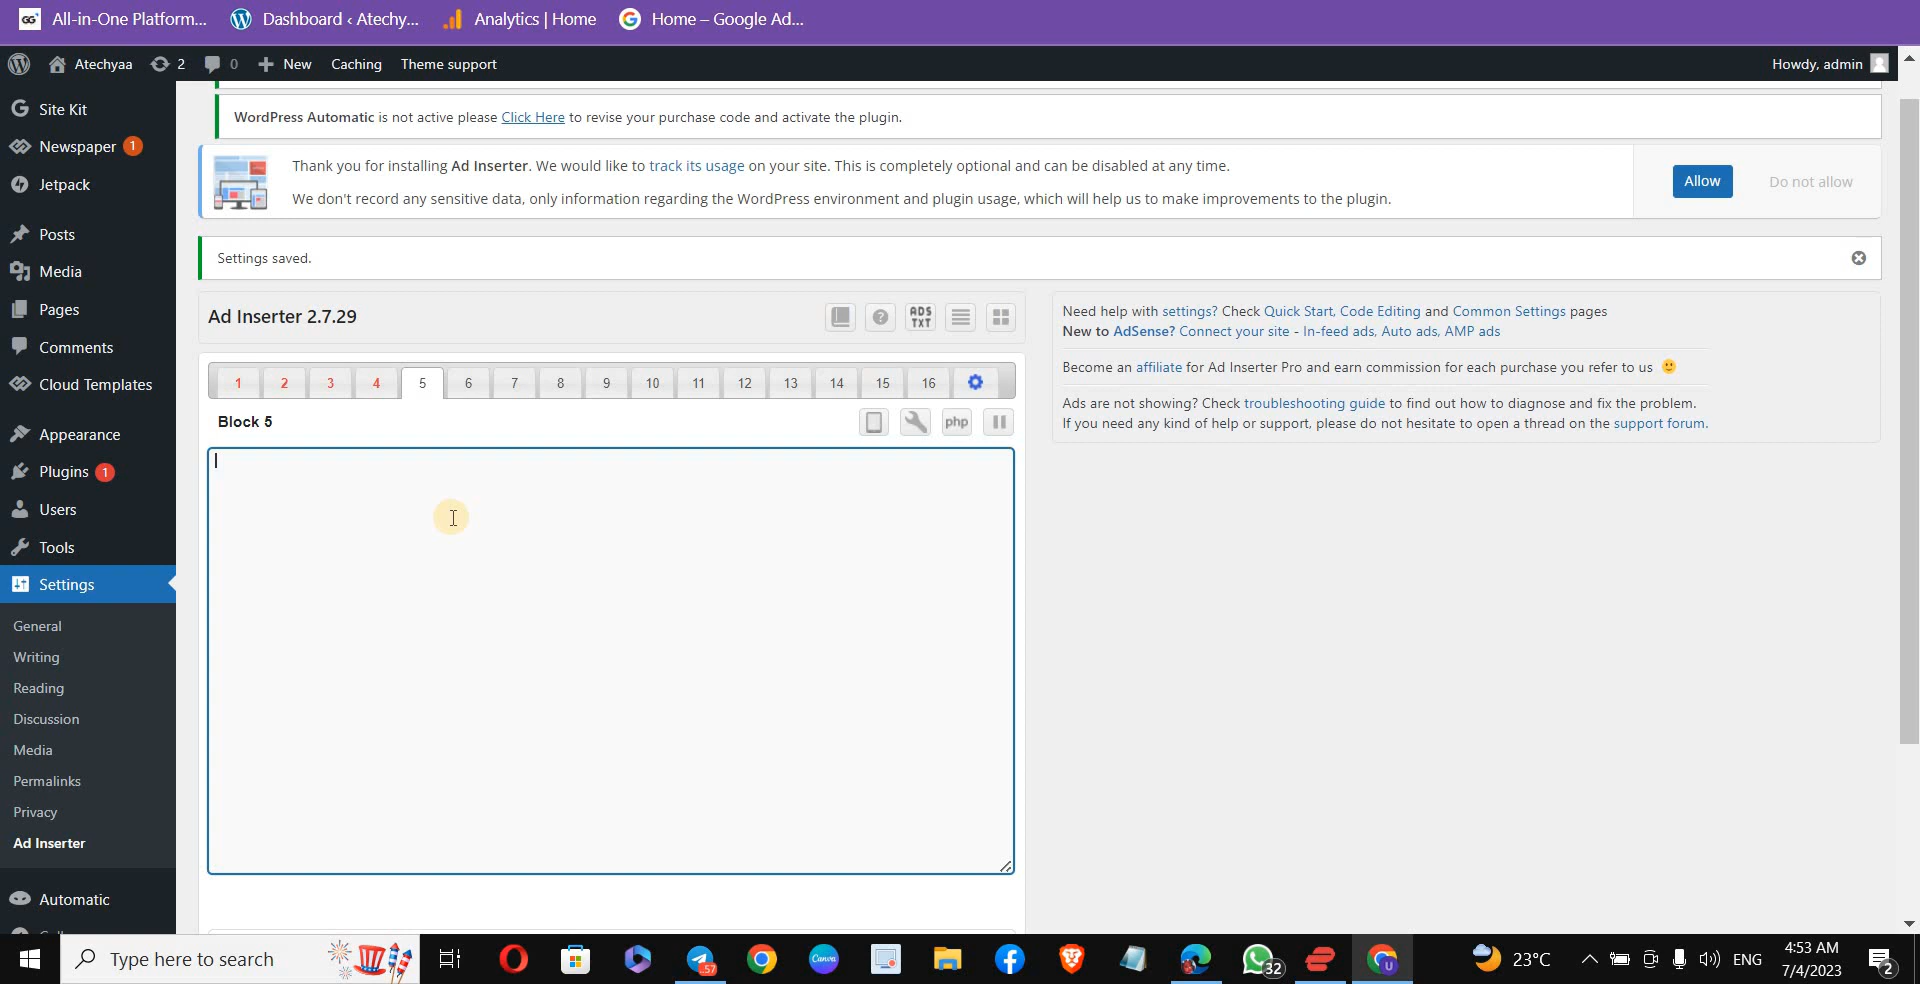 All-in-One Platform... Dashboard ‹ Atechy... Analytics | Home Home – Google Ad...
Atechyaa 2 0 New Caching Theme support Howdy, admin
Site Kit
Newspaper 1
Jetpack
Posts
Media
Pages
Comments
Cloud Templates
Appearance
Plugins 1
Users
Tools
Settings
General
Writing
Reading
Discussion
Media
Permalinks
Privacy
Ad Inserter
Automatic
WordPress Automatic is not active please Click Here to revise your purchase code and activate the plugin.
Thank you for installing Ad Inserter. We would like to track its usage on your site. This is completely optional and can be disabled at any time.
We don't record any sensitive data, only information regarding the WordPress environment and plugin usage, which will help us to make improvements to the plugin.
Allow Do not allow
Settings saved.
Ad Inserter 2.7.29
ADS
TXT
1 2 3 4 5 6 7 8 9 10 11 12 13 14 15 16
Block 5
php
Need help with settings? Check Quick Start, Code Editing and Common Settings pages
New to AdSense? Connect your site - In-feed ads, Auto ads, AMP ads
Become an affiliate for Ad Inserter Pro and earn commission for each purchase you refer to us
Ads are not showing? Check troubleshooting guide to find out how to diagnose and fix the problem.
If you need any kind of help or support, please do not hesitate to open a thread on the support forum.
Type here to search
Canva
.57
32
U
23°C
ENG
4:53 AM
7/4/2023
2